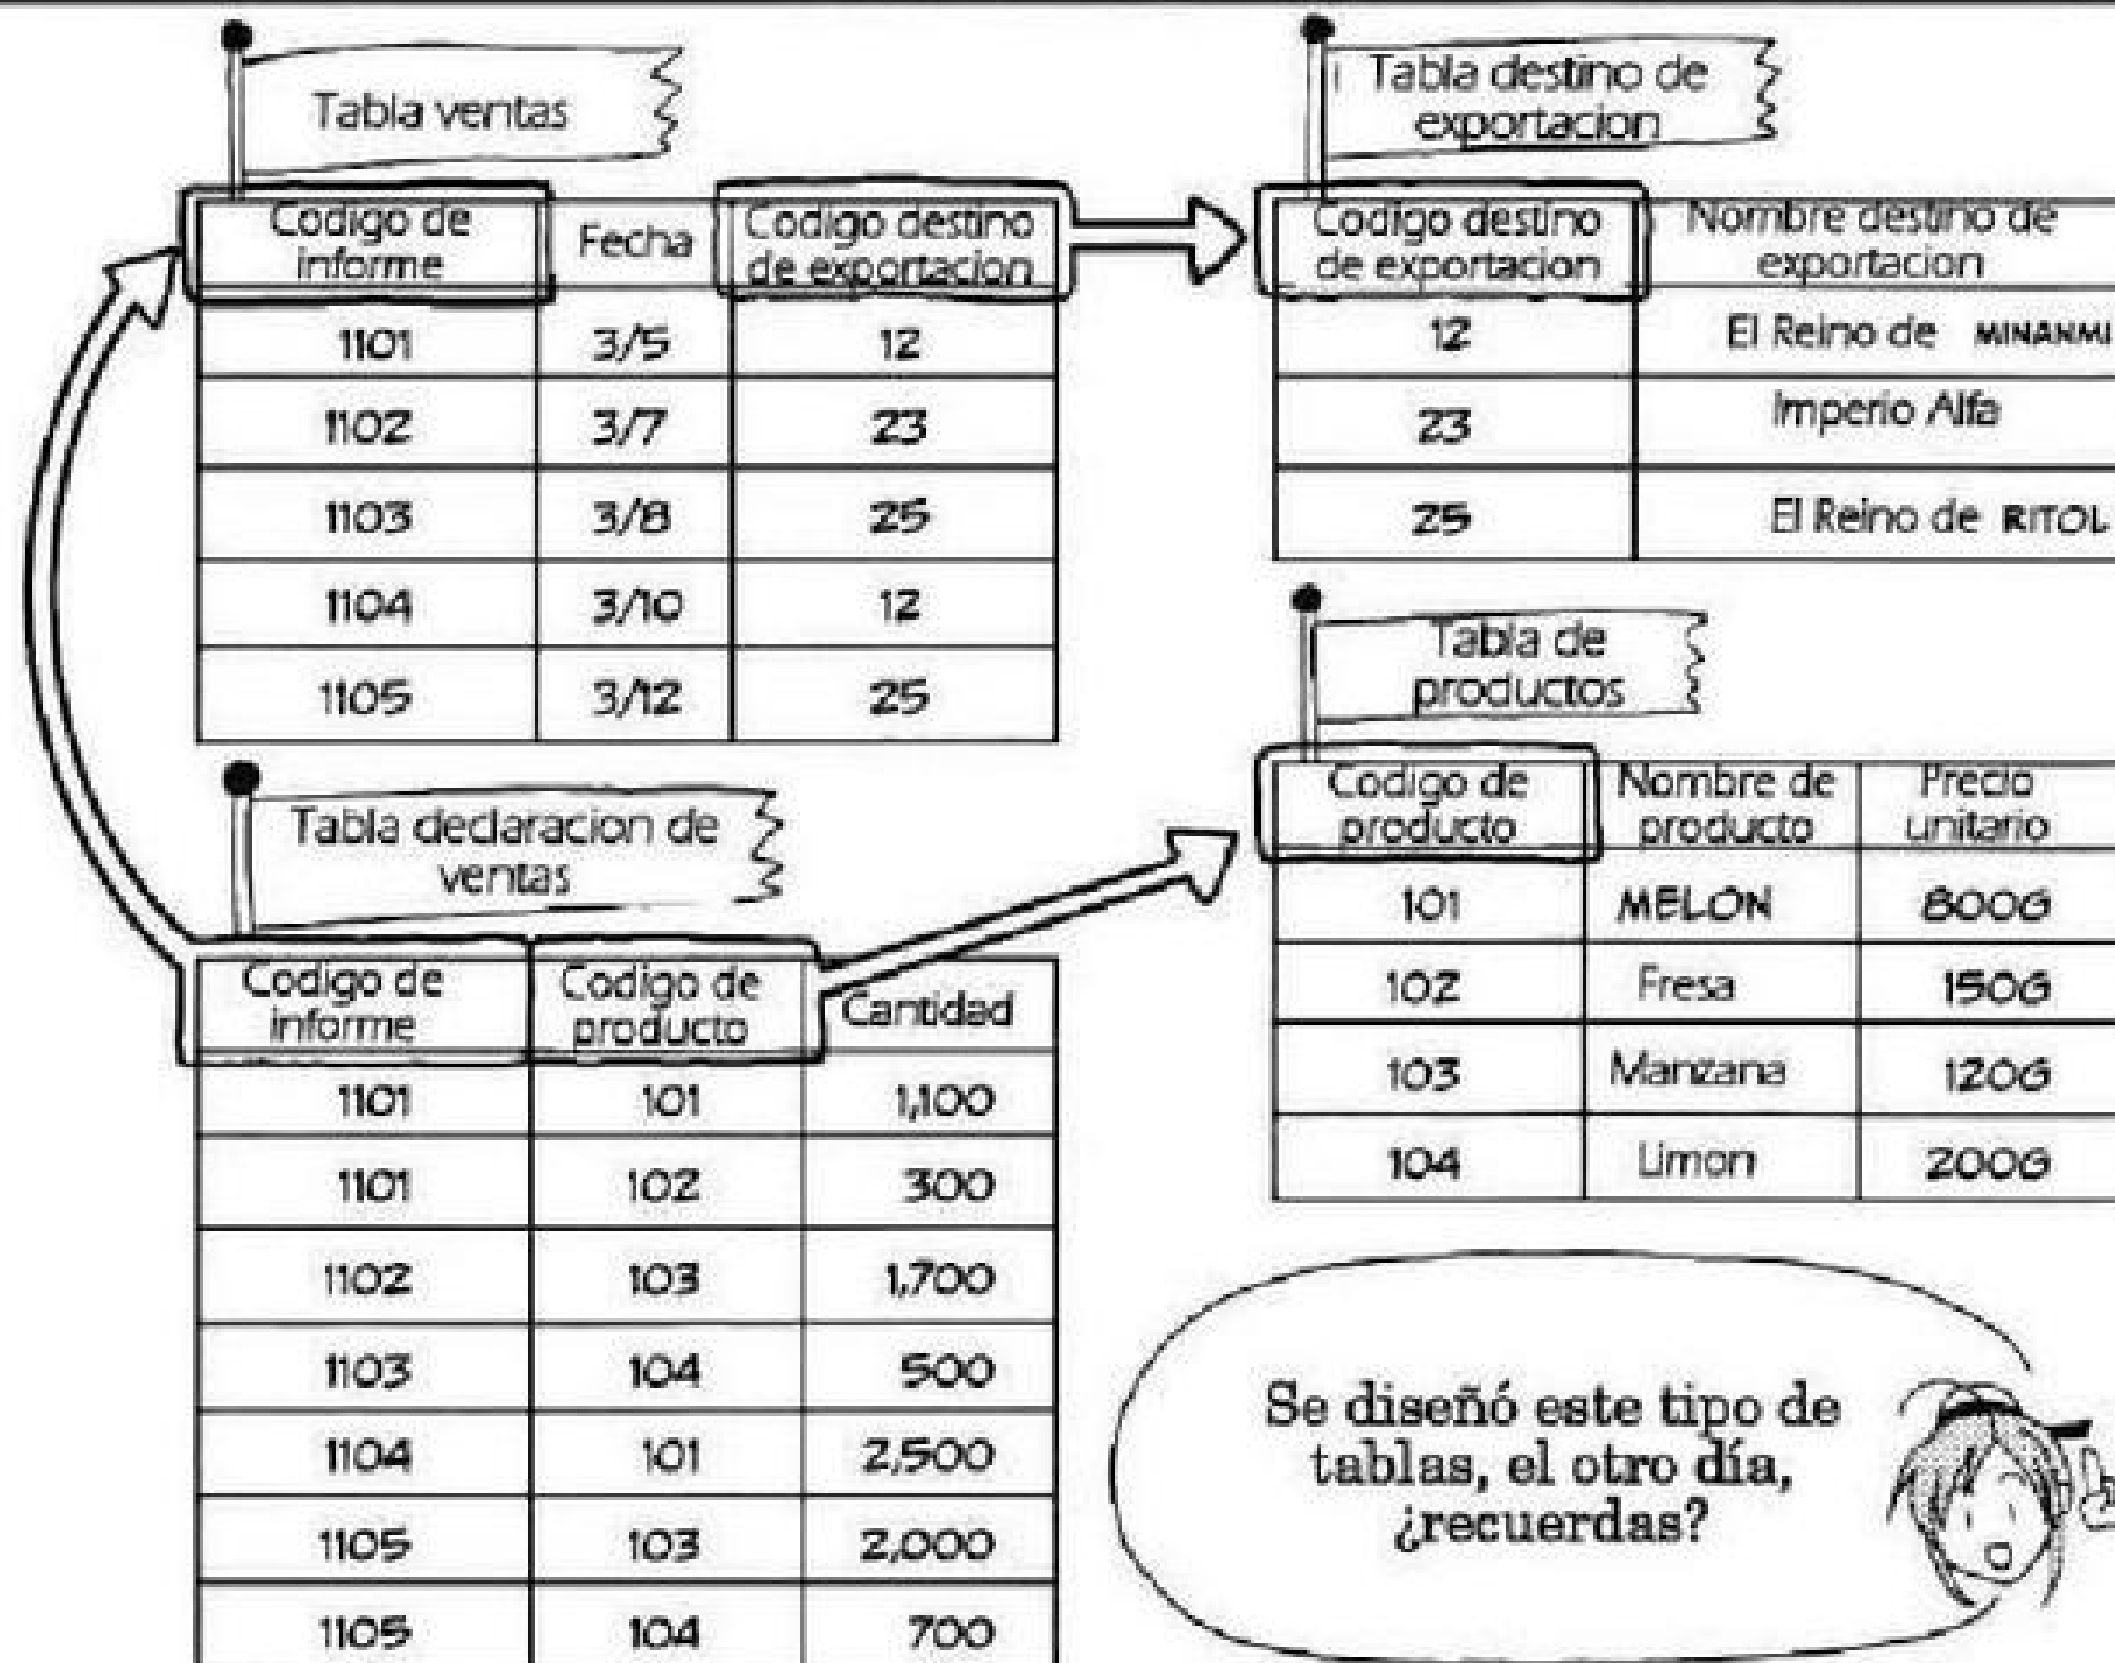 Tabla ventas
Codigo de informe | Fecha | Codigo destino de exportacion
1101 | 3/5 | 12
1102 | 3/7 | 23
1103 | 3/8 | 25
1104 | 3/10 | 12
1105 | 3/12 | 25
Tabla destino de
exportacion
Codigo destino de exportacion | Nombre destino de exportacion
12 | El Reino de MINANMI
23 | Imperio Alfa
25 | El Reino de RITOL
Tabla declaracion de
ventas
Codigo de informe | Codigo de producto | Cantidad
1101 | 101 | 1,100
1101 | 102 | 300
1102 | 103 | 1,700
1103 | 104 | 500
1104 | 101 | 2,500
1105 | 103 | 2,000
1105 | 104 | 700
Tabla de
productos
Codigo de producto | Nombre de producto | Precio unitario
101 | MELON | 800G
102 | Fresa | 150G
103 | Manzana | 120G
104 | Limon | 200G
Se diseñó este tipo de
tablas, el otro día,
¿recuerdas?